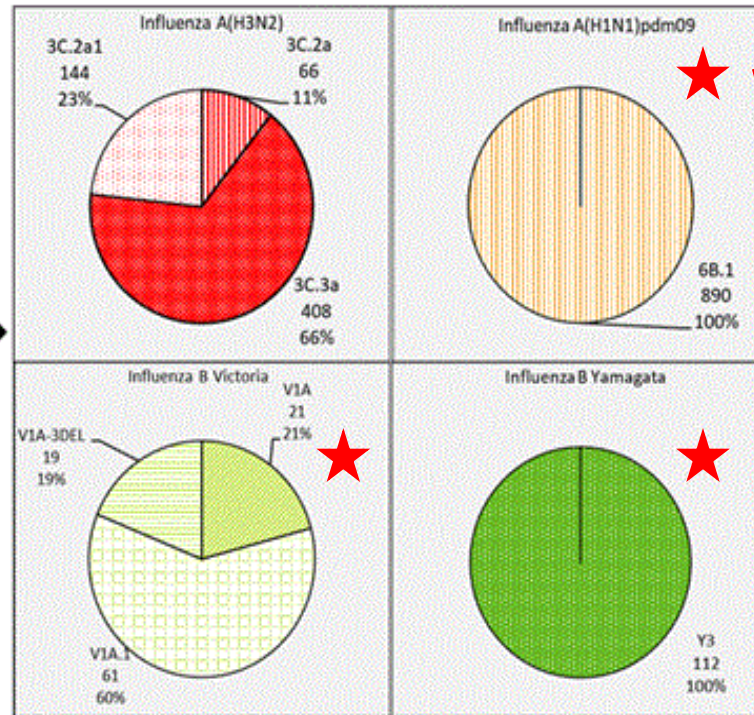 Influenza A(H3N2)
3C.2a1
144
23%
3C.2a
66
11%
3C.3a
408
66%
Influenza A(H1N1)pdm09
6B.1
890
100%
Influenza B Victoria
V1A-3DEL
19
19%
V1A
21
21%
V1A.1
61
60%
Influenza B Yamagata
Y3
112
100%